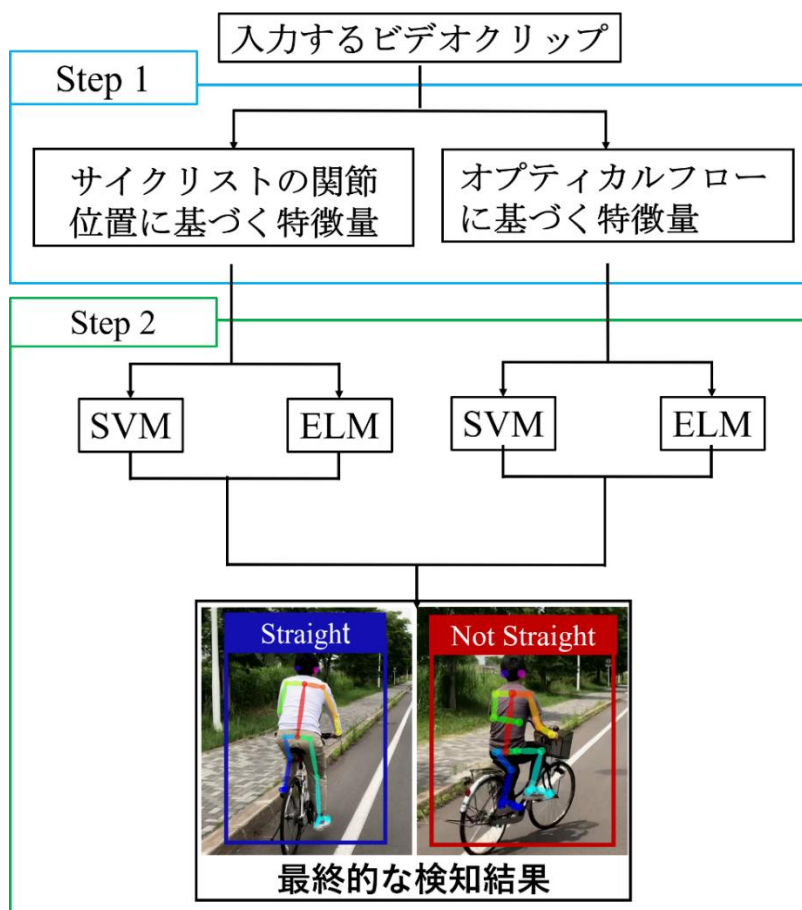 入力するビデオクリップ
Step 1
サイクリストの関節
位置に基づく特徴量
オプティカルフロー
に基づく特徴量
Step 2
SVM
ELM
SVM
ELM
Straight
Not Straight
最終的な検知結果